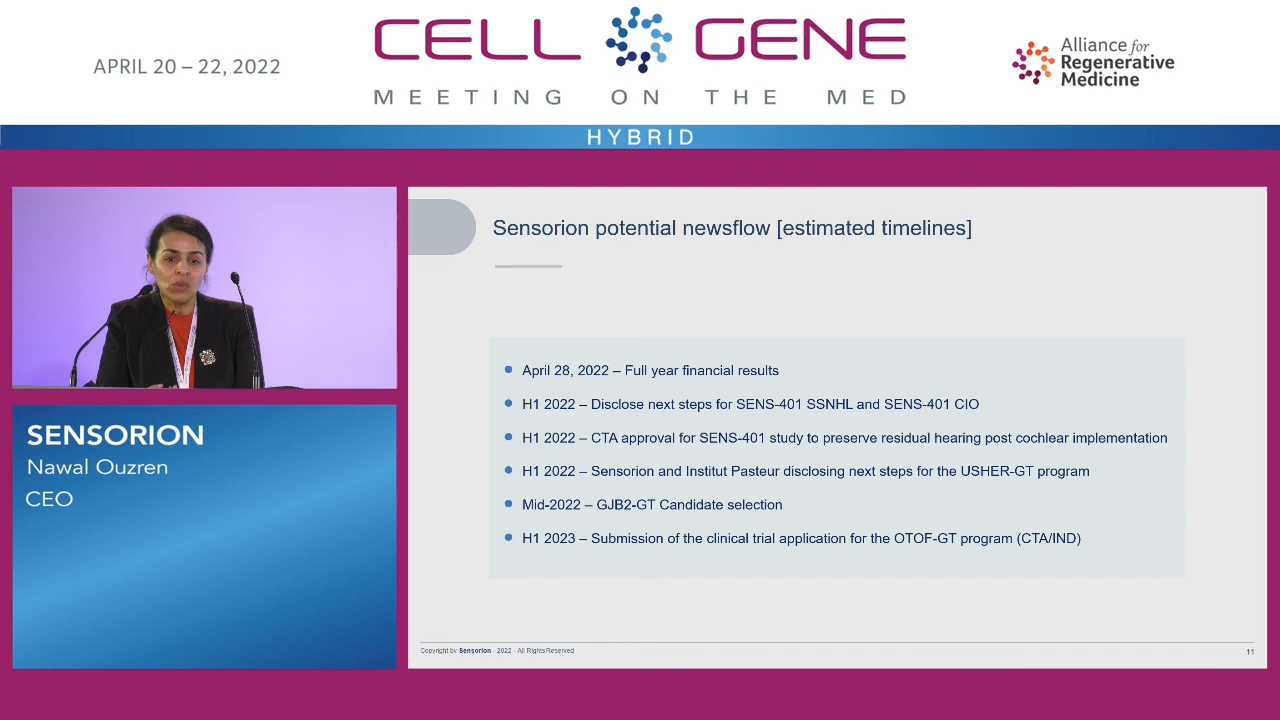 APRIL 20 – 22, 2022
CELL GENE
MEETING ON THE MED
Alliance for
Regenerative
Medicine
HYBRID
Sensorion potential newsflow [estimated timelines]
April 28, 2022 – Full year financial results
H1 2022 – Disclose next steps for SENS-401 SSNHL and SENS-401 CIO
H1 2022 – CTA approval for SENS-401 study to preserve residual hearing post cochlear implementation
H1 2022 – Sensorion and Institut Pasteur disclosing next steps for the USHER-GT program
Mid-2022 – GJB2-GT Candidate selection
H1 2023 – Submission of the clinical trial application for the OTOF-GT program (CTA/IND)
SENSORION
Nawal Ouzren
CEO
Copyright by Sensorion - 2022 - All Rights Reserved
11